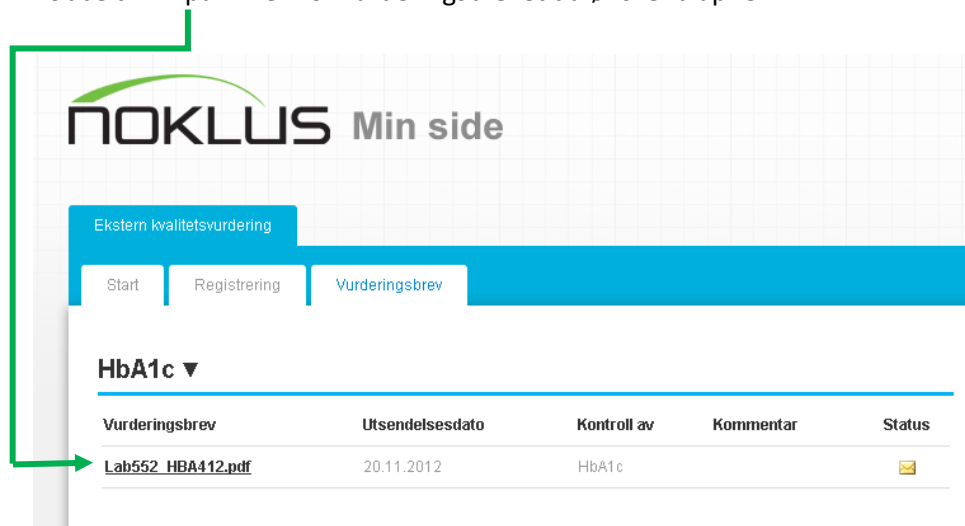 NOKLUS Min side
Ekstern kvalitetsvurdering
Start Registrering Vurderingsbrev
HbA1c ▼
Vurderingsbrev Utsendelsesdato Kontroll av Kommentar Status
Lab552_HBA412.pdf 20.11.2012 HbA1c